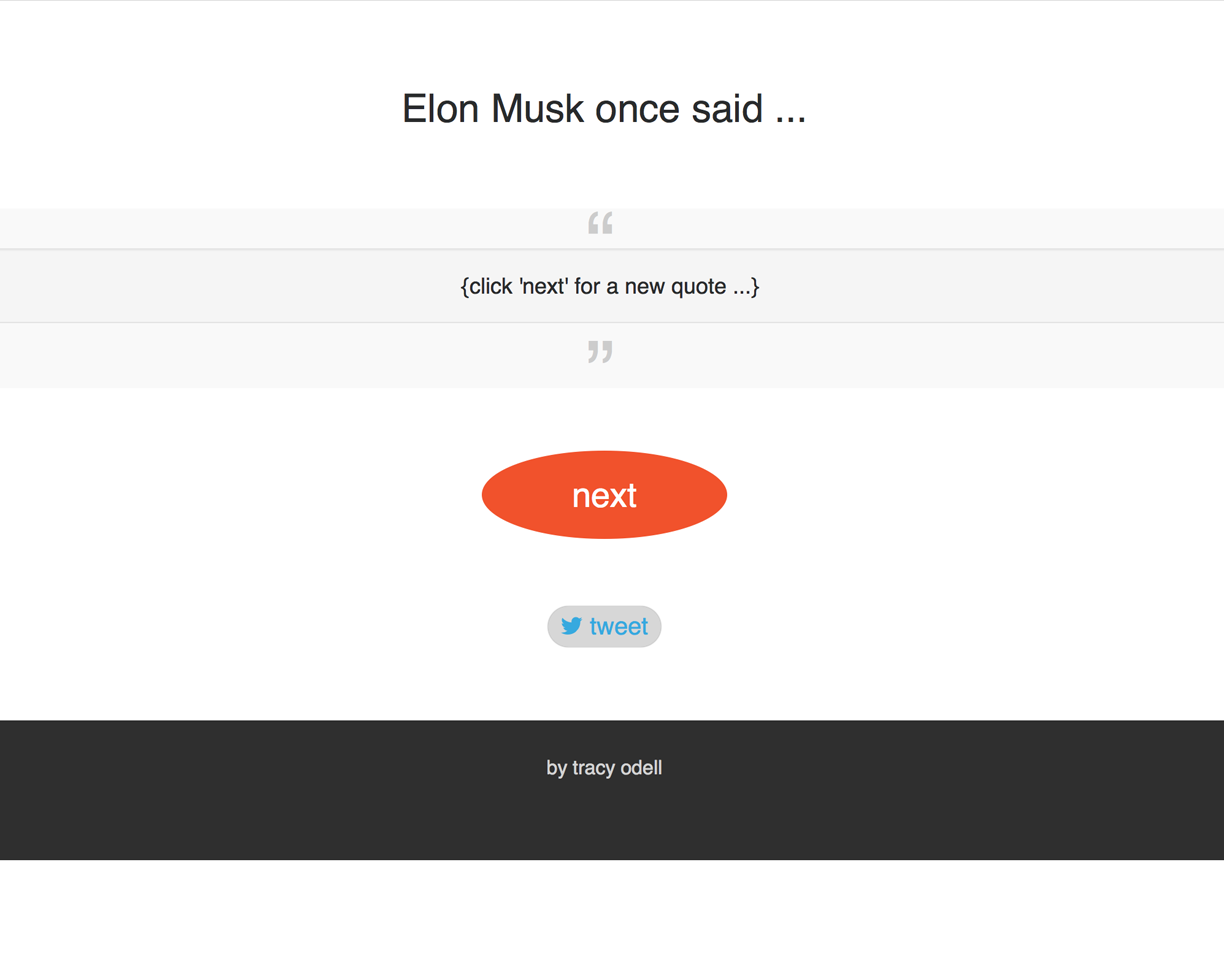 Elon Musk once said ...
“
{click 'next' for a new quote ...}
”
next
tweet
by tracy odell